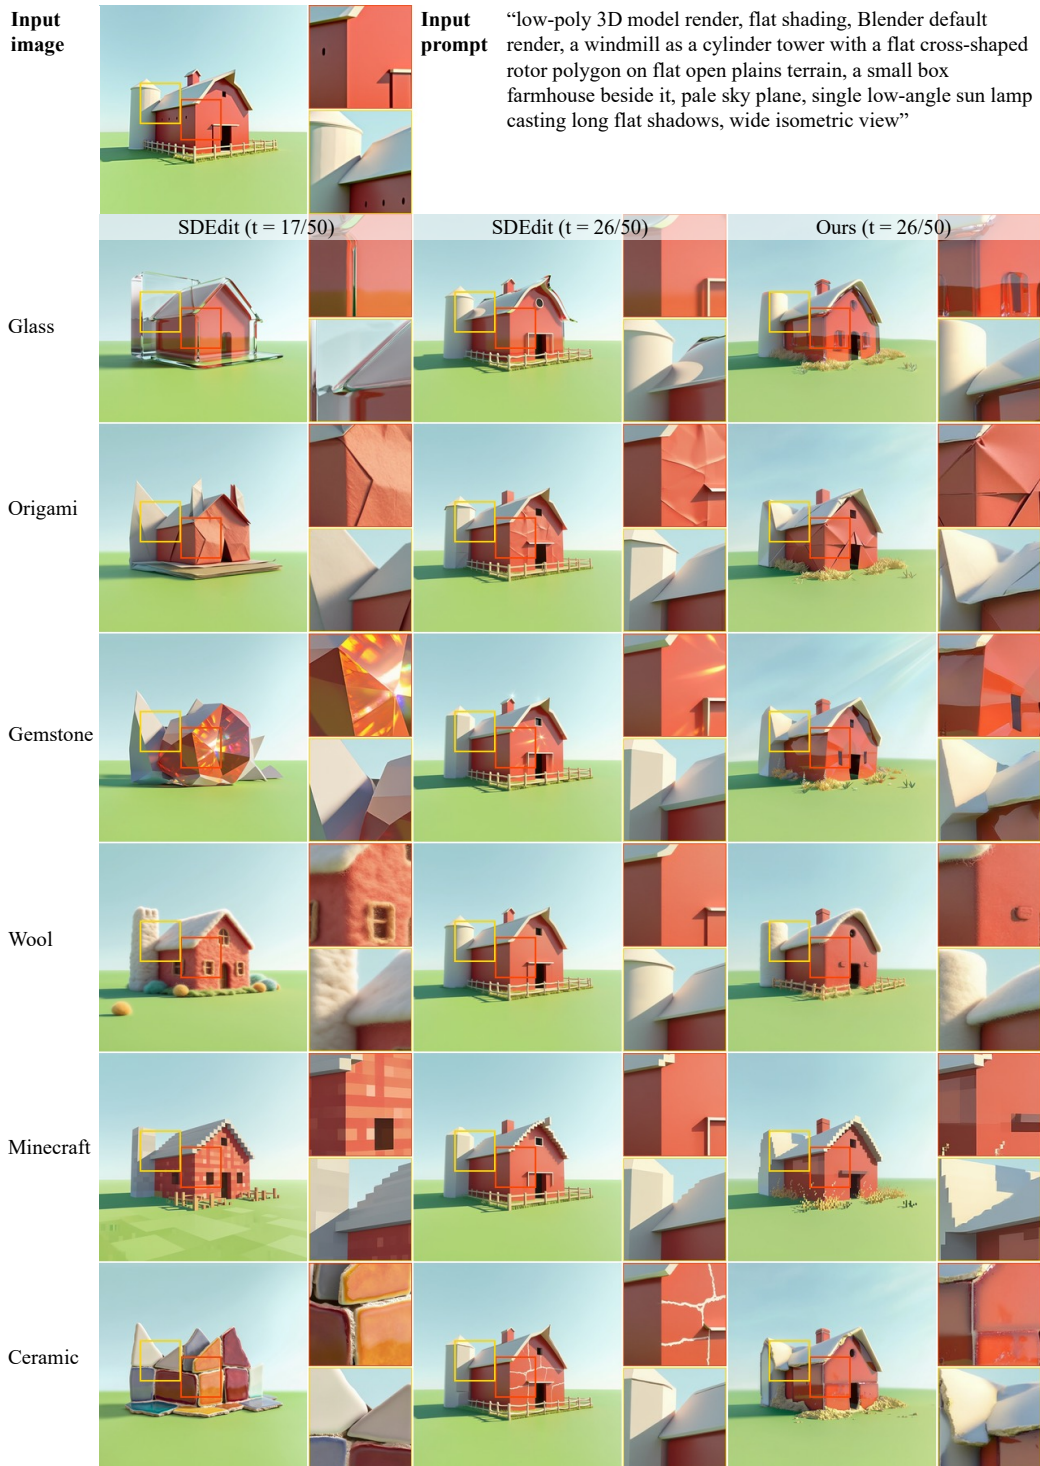 Input image
Input prompt
“low-poly 3D model render, flat shading, Blender default
render, a windmill as a cylinder tower with a flat cross-shaped
rotor polygon on flat open plains terrain, a small box
farmhouse beside it, pale sky plane, single low-angle sun lamp
casting long flat shadows, wide isometric view”
SDEdit (t = 17/50)
SDEdit (t = 26/50)
Ours (t = 26/50)
Glass
Origami
Gemstone
Wool
Minecraft
Ceramic